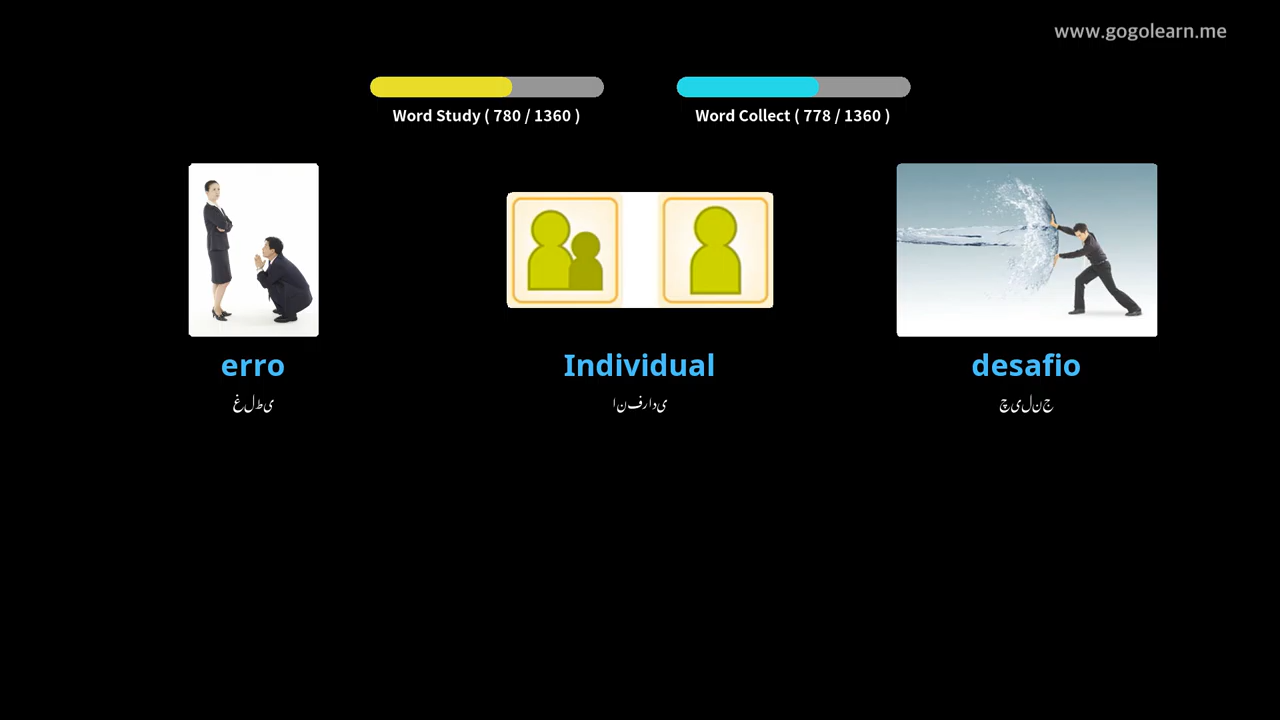 www.gogolearn.me
Word Study ( 780 / 1360 )
Word Collect ( 778 / 1360 )
erro
Individual
desafio
غلطی
انفرادی
چیلنج